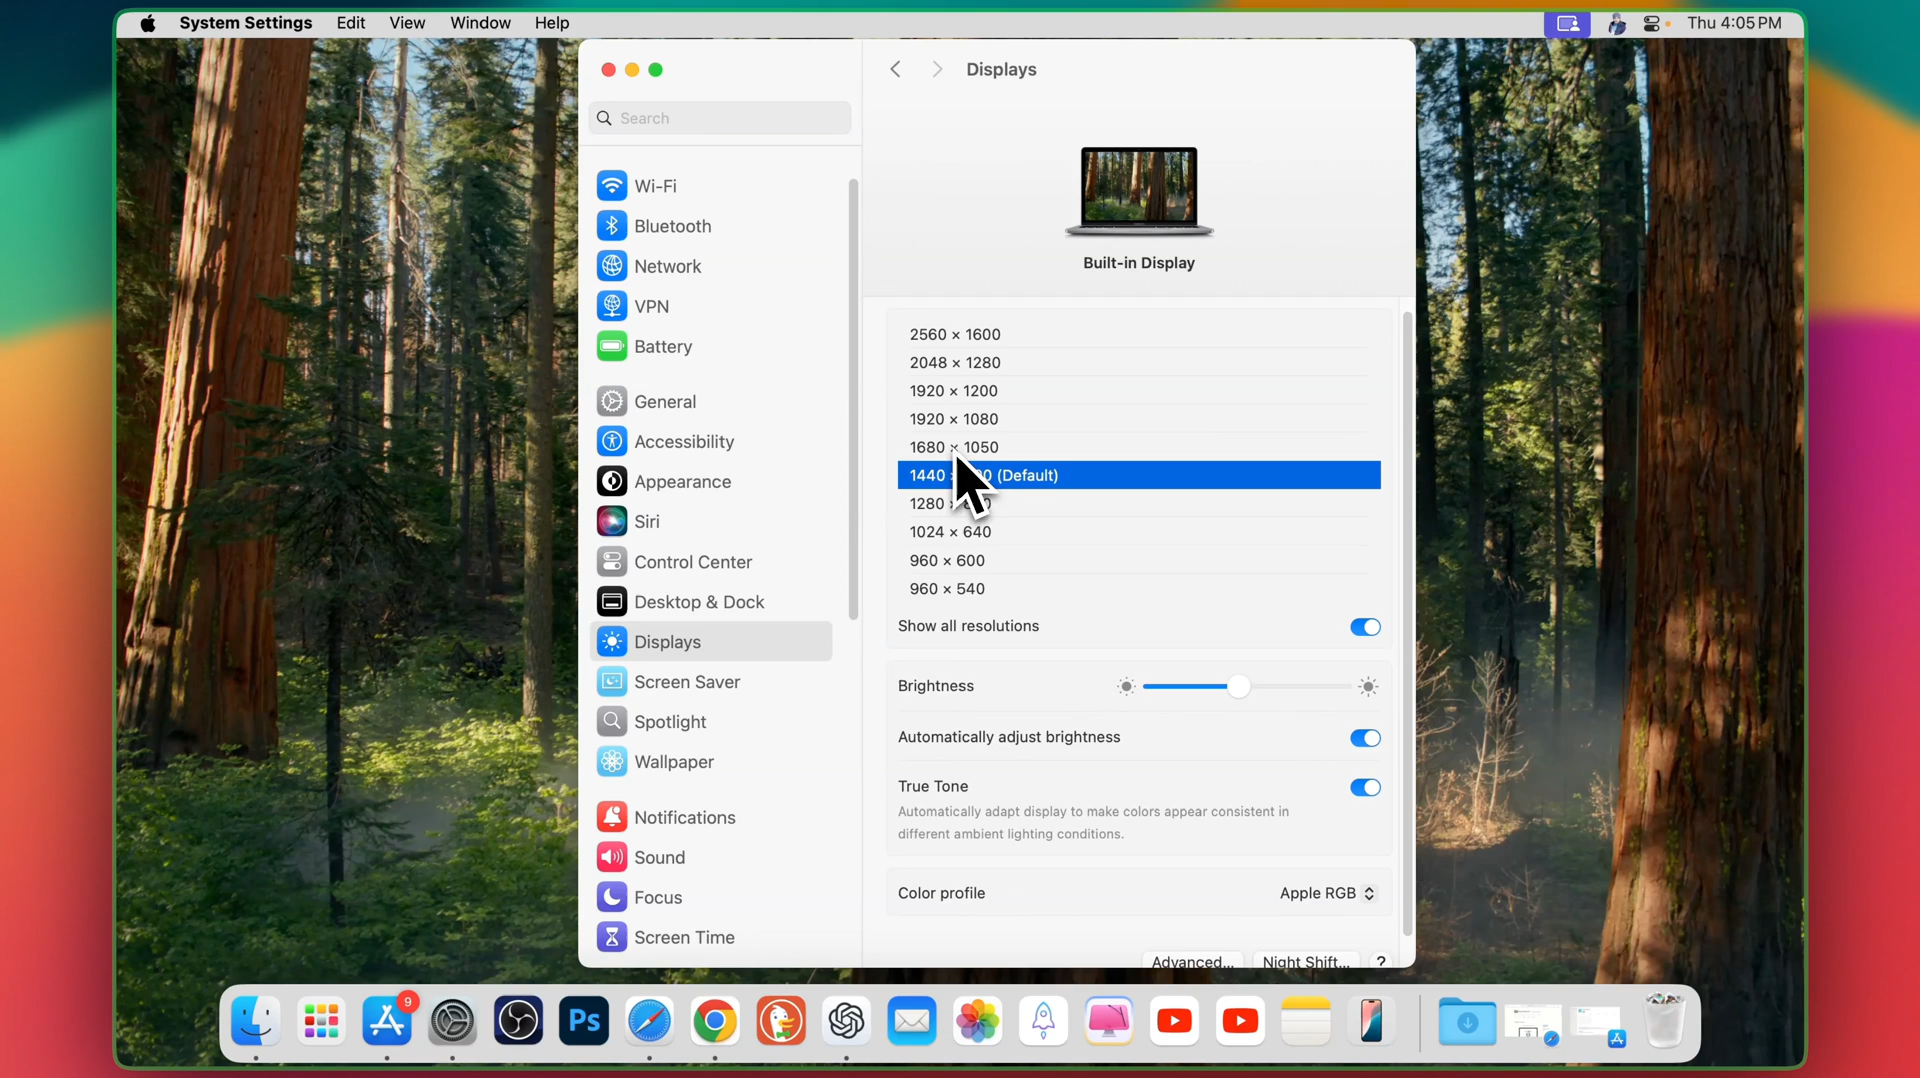 System Settings Edit View Window Help
Thu 4:05 PM
Displays
Search
Wi-Fi
Bluetooth
Network
VPN
Battery
General
Accessibility
Appearance
Siri
Control Center
Desktop & Dock
Displays
Screen Saver
Spotlight
Wallpaper
Notifications
Sound
Focus
Screen Time
Built-in Display
2560 × 1600
2048 × 1280
1920 × 1200
1920 × 1080
1680 × 1050
1440 (Default)
1280
1024 × 640
960 × 600
960 × 540
Show all resolutions
Brightness
Automatically adjust brightness
True Tone
Automatically adapt display to make colors appear consistent in
different ambient lighting conditions.
Color profile
Apple RGB
Advanced... Night Shift... ?
9
Ps